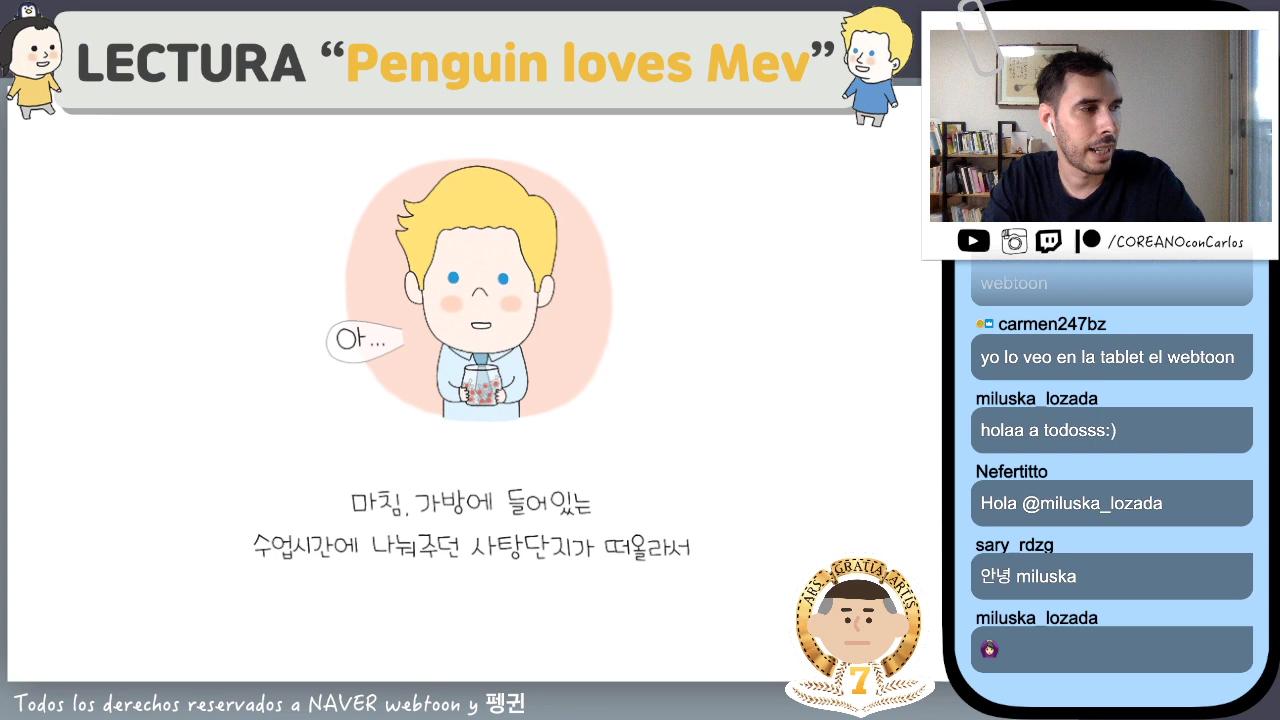 LECTURA “Penguin loves Mev”
아...
마침, 가방에 들어있는
수업시간에 나눠주던 사탕단지가 떠올라서
ARS GRATIA ARTIS
7
Todos los derechos reservados a NAVER webtoon y 펭귄
/COREANOconCarlos
webtoon
carmen247bz
yo lo veo en la tablet el webtoon
miluska_lozada
holaa a todosss:)
Nefertitto
Hola @miluska_lozada
sary_rdzg
안녕 miluska
miluska_lozada